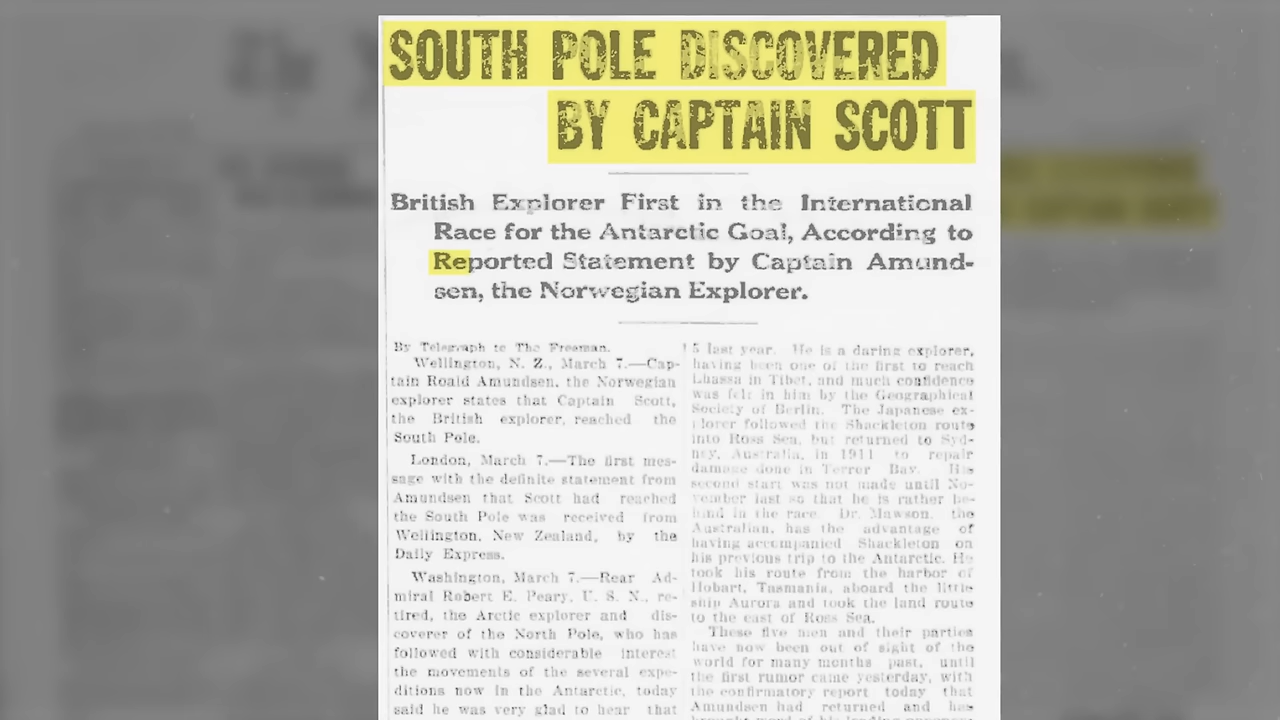 SOUTH POLE DISCOVERED
BY CAPTAIN SCOTT
British Explorer First in the International
Race for the Antarctic Goal, According to
Reported Statement by Captain Amund-
sen, the Norwegian Explorer.
By Telegraph to The Freeman.
Wellington, N. Z., March 7.—Cap-
tain Roald Amundsen, the Norwegian
explorer states that Captain Scott,
the British explorer, reached the
South Pole.
London, March 7.—The first mes-
sage with the definite statement from
Amundsen that Scott had reached
the South Pole was received from
Wellington, New Zealand, by the
Daily Express.
Washington, March 7.—Rear Ad-
miral Robert E. Peary, U. S. N., re-
tired, the Arctic explorer and dis-
coverer of the North Pole, who has
followed with considerable interest
the movements of the several expe-
ditions now in the Antarctic, today
said he was very glad to hear that
15 last year. He is a daring explorer,
having been one of the first to reach
Lhassa in Tibet, and much confidence
was felt in him by the Geographical
Society of Berlin. The Japanese ex-
plorer followed the Shackleton route
into Ross Sea, but returned to Syd-
ney, Australia, in 1911 to repair
damage done in Terror Bay. His
second start was not made until No-
vember last so that he is rather be-
hind in the race. Dr. Mawson, the
Australian, has the advantage of
having accompanied Shackleton on
his previous trip to the Antarctic. He
took his route from the harbor of
Hobart, Tasmania, aboard the little
ship Aurora and took the land route
to the east of Ross Sea.
These five men and their parties
have now been out of sight of the
world for many months past, until
the first rumor came yesterday, with
the confirmatory report today that
Amundsen had returned and has
brought word of his